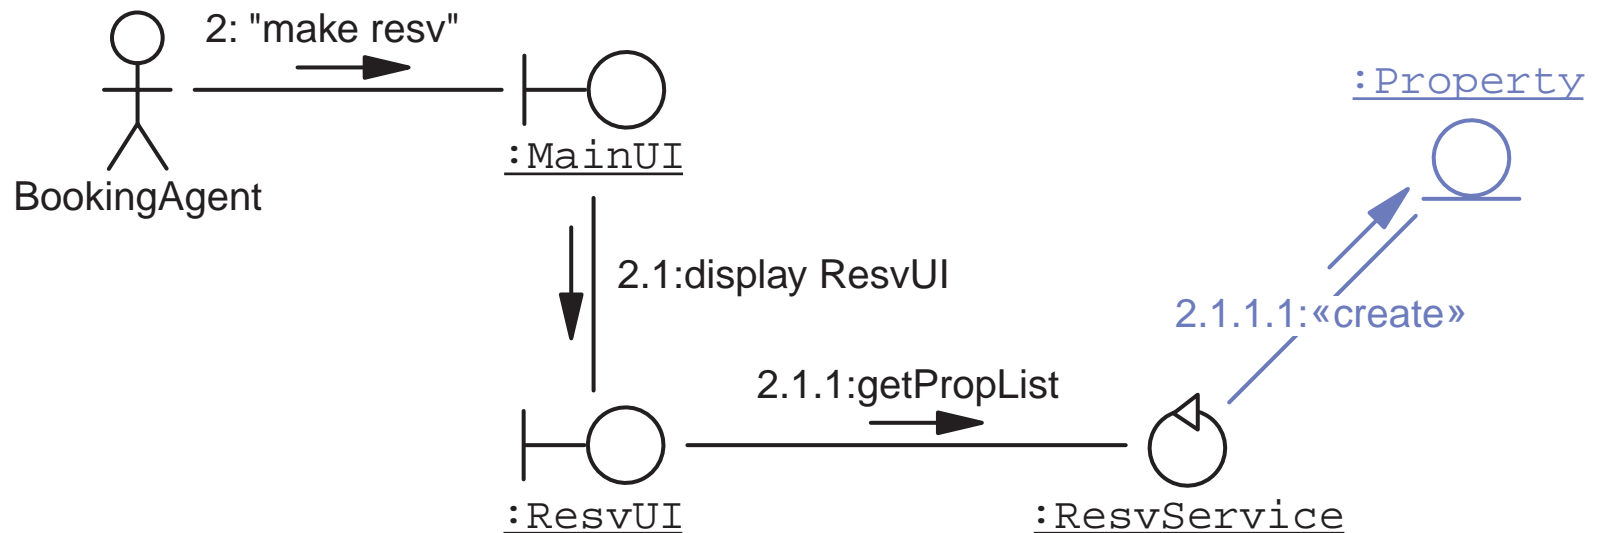 2: "make resv"
:Property
:MainUI
BookingAgent
2.1:display ResvUI
2.1.1.1:«create»
2.1.1:getPropList
:ResvUI
:ResvService